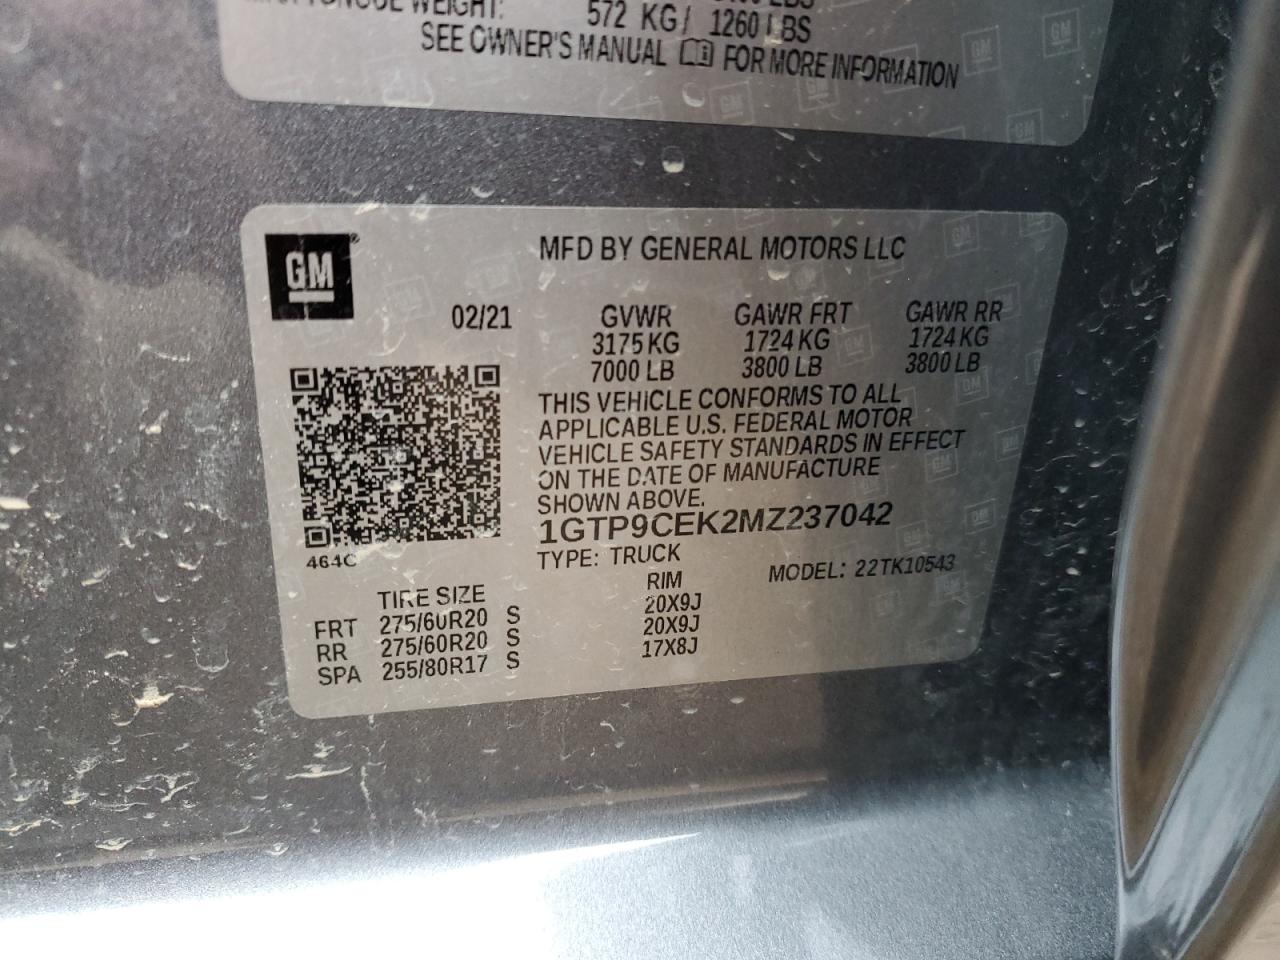 TONGUE WEIGHT: 572 KG/ 1260 LBS
SEE OWNER'S MANUAL FOR MORE INFORMATION
GM
MFD BY GENERAL MOTORS LLC
02/21 GVWR GAWR FRT GAWR RR
3175 KG 1724 KG 1724 KG
7000 LB 3800 LB 3800 LB
THIS VEHICLE CONFORMS TO ALL
APPLICABLE U.S. FEDERAL MOTOR
VEHICLE SAFETY STANDARDS IN EFFECT
ON THE DATE OF MANUFACTURE
SHOWN ABOVE.
1GTP9CEK2MZ237042
464C
TYPE: TRUCK MODEL: 22TK10543
TIRE SIZE RIM
FRT 275/60R20 S 20X9J
RR 275/60R20 S 20X9J
SPA 255/80R17 S 17X8J